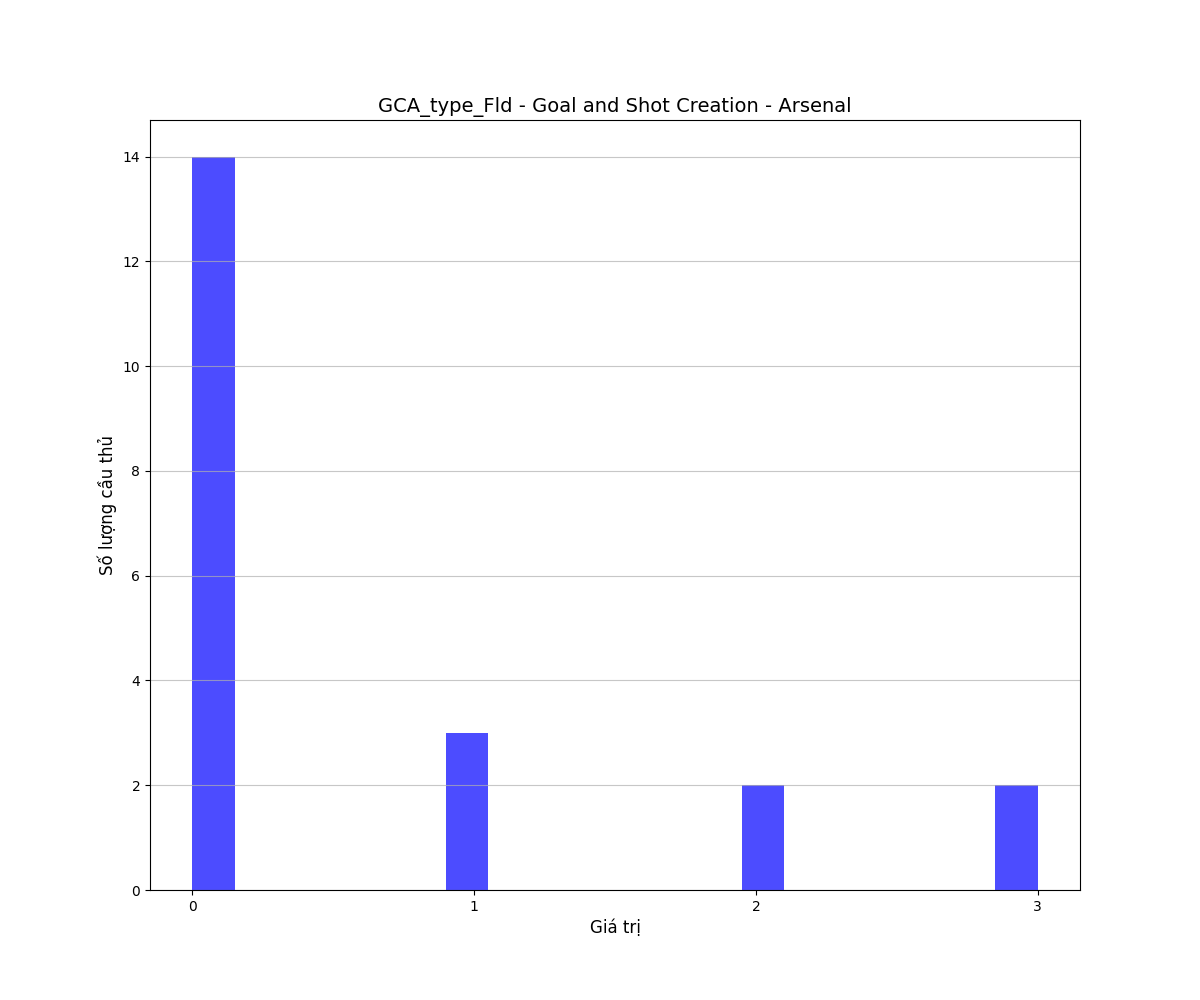 GCA_type_Fld - Goal and Shot Creation - Arsenal
14
12
10
8
6
4
2
0
Số lượng cầu thủ
0 1 2 3
Giá trị